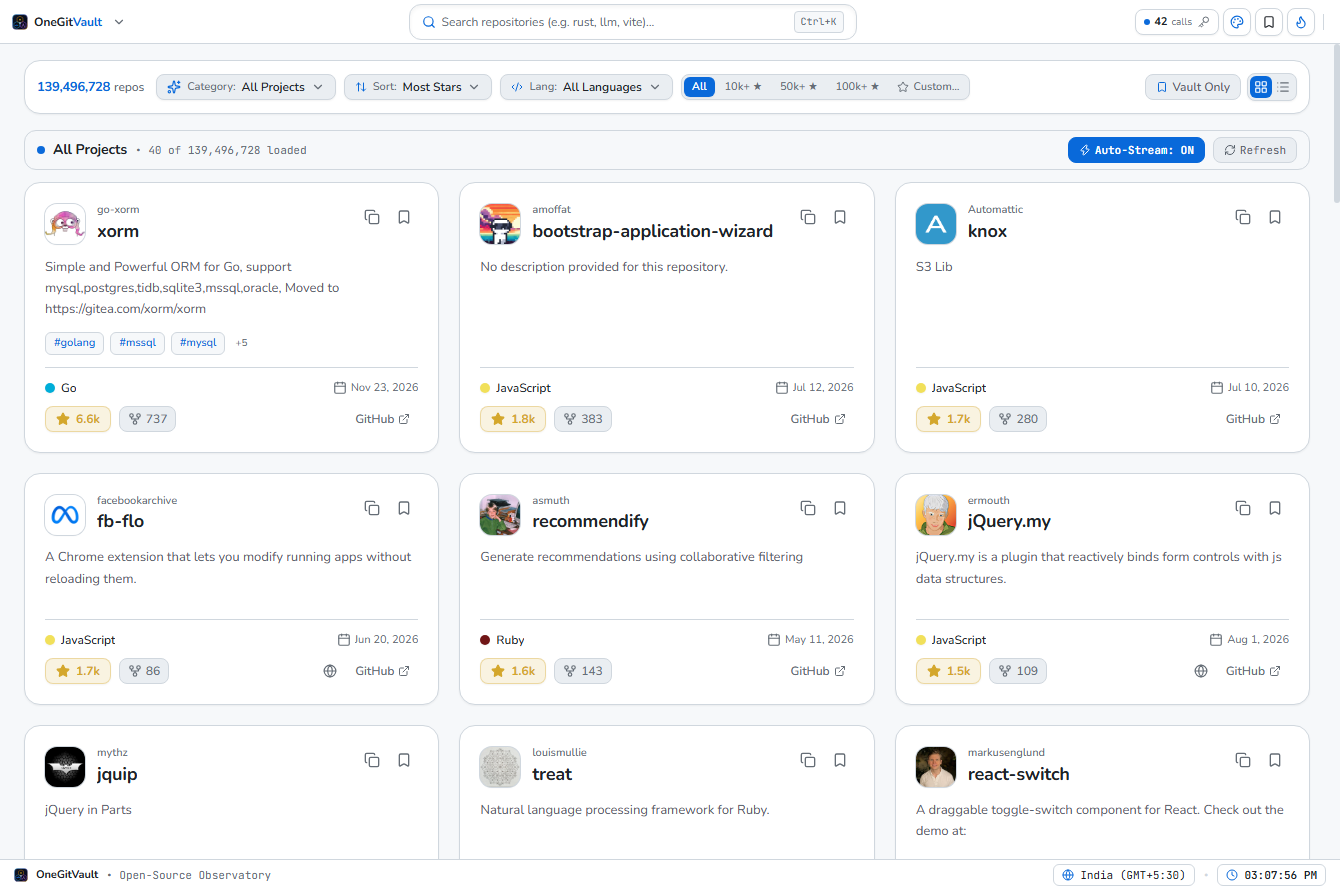 OneGitVault
Search repositories (e.g. rust, llm, vite)...
Ctrl+K
42 calls
139,496,728 repos
Category: All Projects
Sort: Most Stars
Lang: All Languages
All
10k+ ★
50k+ ★
100k+ ★
Custom...
Vault Only
All Projects • 40 of 139,496,728 loaded
Auto-Stream: ON
Refresh
go-xorm
xorm
Simple and Powerful ORM for Go, support
mysql,postgres,tidb,sqlite3,mssql,oracle, Moved to
https://gitea.com/xorm/xorm
#golang
#mssql
#mysql
+5
Go
Nov 23, 2026
6.6k
737
GitHub
amoffat
bootstrap-application-wizard
No description provided for this repository.
JavaScript
Jul 12, 2026
1.8k
383
GitHub
Automattic
knox
S3 Lib
JavaScript
Jul 10, 2026
1.7k
280
GitHub
facebookarchive
fb-flo
A Chrome extension that lets you modify running apps without
reloading them.
JavaScript
Jun 20, 2026
1.7k
86
GitHub
asmuth
recommendify
Generate recommendations using collaborative filtering
Ruby
May 11, 2026
1.6k
143
GitHub
ermouth
jQuery.my
jQuery.my is a plugin that reactively binds form controls with js
data structures.
JavaScript
Aug 1, 2026
1.5k
109
GitHub
mythz
jquip
jQuery in Parts
louismullie
treat
Natural language processing framework for Ruby.
markusenglund
react-switch
A draggable toggle-switch component for React. Check out the
demo at:
OneGitVault • Open-Source Observatory
India (GMT+5:30)
03:07:56 PM